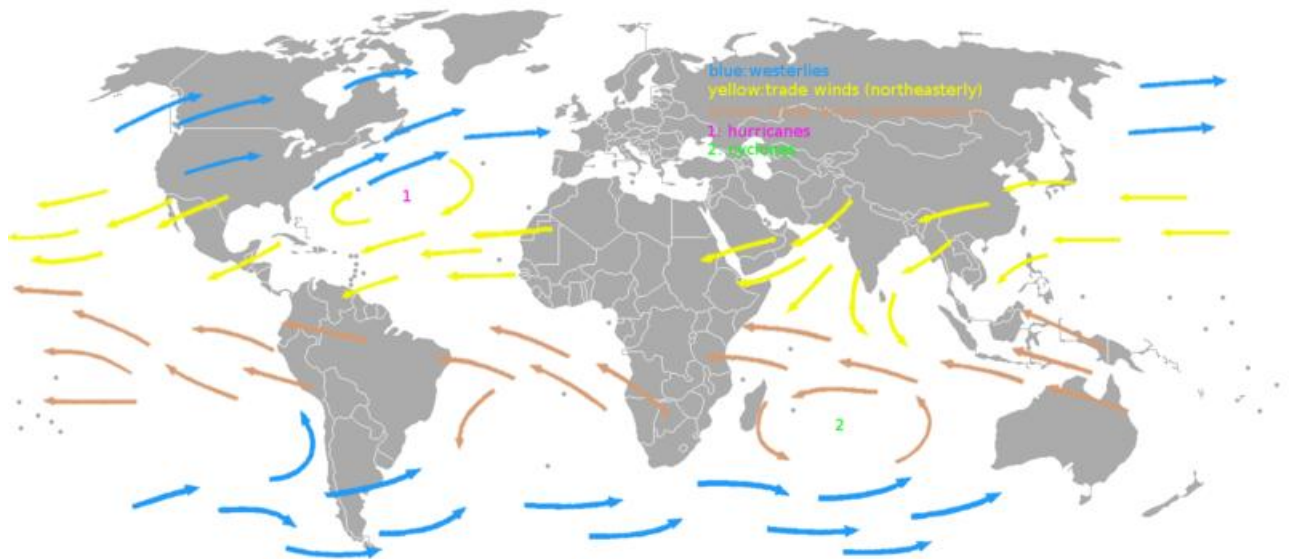 blue:westerlies
yellow:trade winds (northeasterly)
1: hurricanes
2: cyclones
1
2